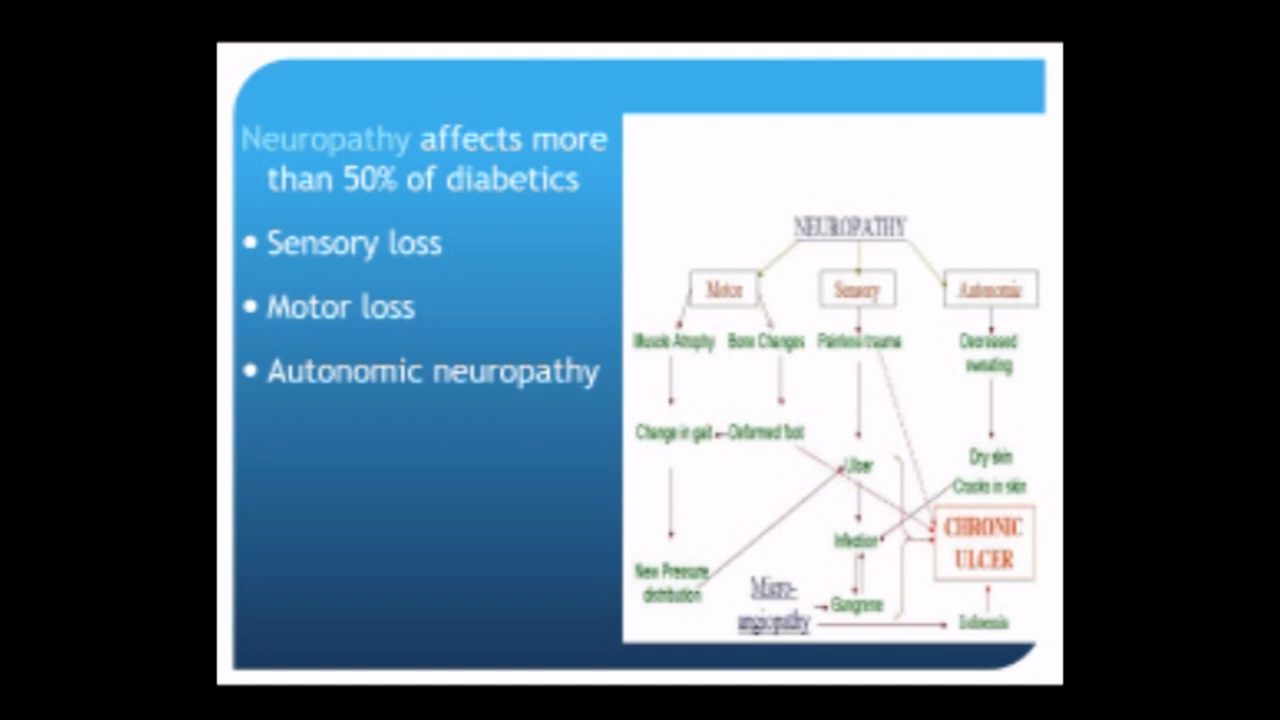 Neuropathy affects more
than 50% of diabetics
• Sensory loss
• Motor loss
• Autonomic neuropathy
NEUROPATHY
Motor
Sensory
Autonomic
Muscle Atrophy
Bone Changes
Painless trauma
Decreased
sweating
Change in gait
Deformed foot
Ulcer
Dry skin
Cracks in skin
Infection
CHRONIC
ULCER
New Pressure
distribution
Micro-
angiopathy
Gangrene
Ischaemia